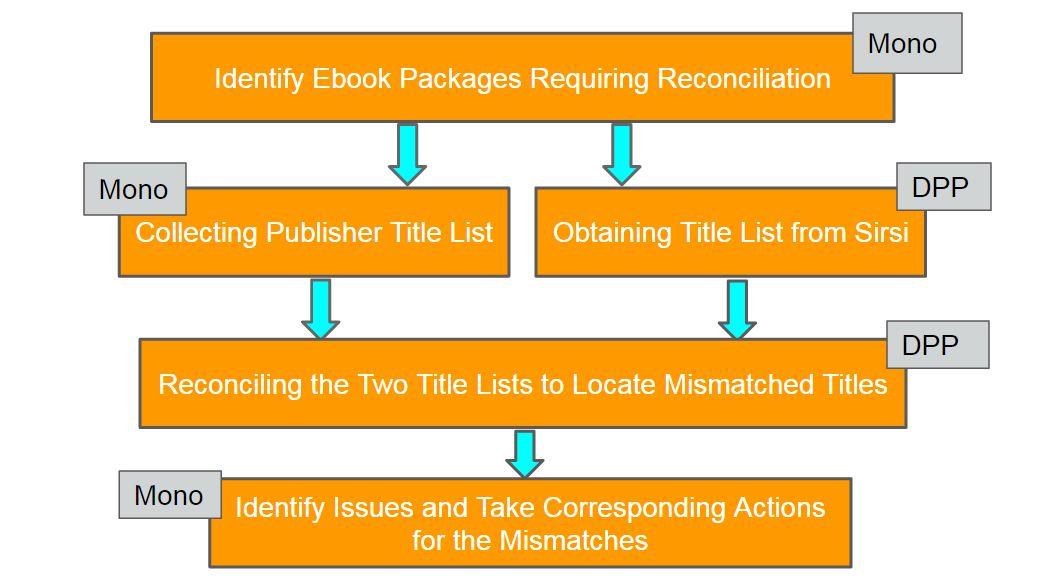 Mono
Identify Ebook Packages Requiring Reconciliation
Mono
Collecting Publisher Title List
DPP
Obtaining Title List from Sirsi
DPP
Reconciling the Two Title Lists to Locate Mismatched Titles
Mono
Identify Issues and Take Corresponding Actions
for the Mismatches